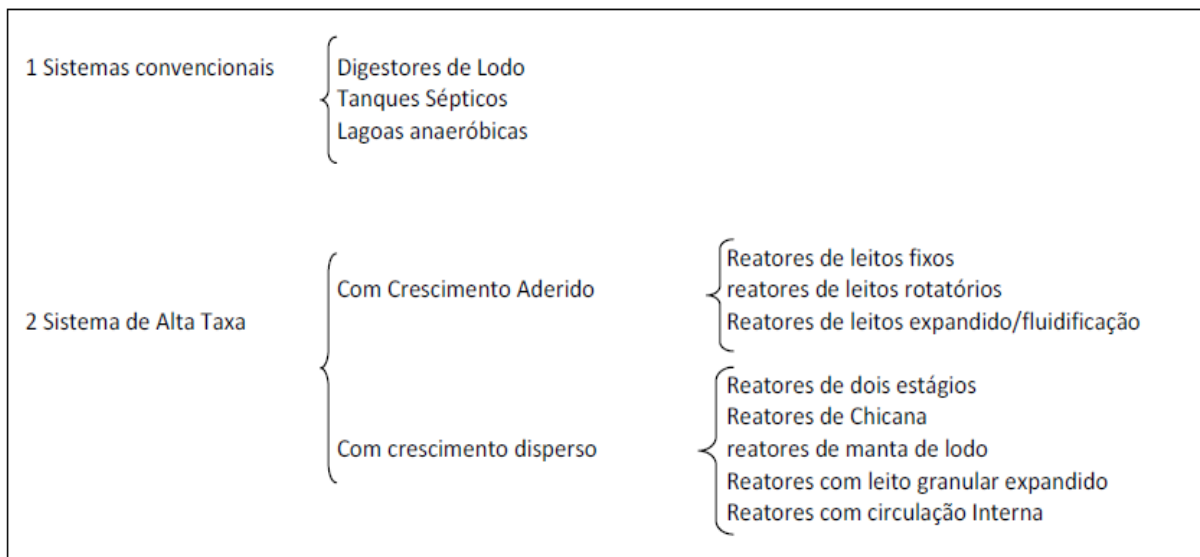 1 Sistemas convencionais
Digestores de Lodo
Tanques Sépticos
Lagoas anaeróbicas
2 Sistema de Alta Taxa
Com Crescimento Aderido
Reatores de leitos fixos
reatores de leitos rotatórios
Reatores de leitos expandido/fluidificação
Com crescimento disperso
Reatores de dois estágios
Reatores de Chicana
reatores de manta de lodo
Reatores com leito granular expandido
Reatores com circulação Interna